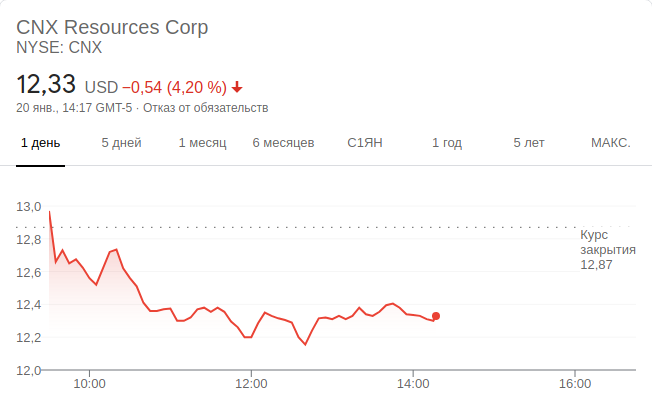 CNX Resources Corp
NYSE: CNX
12,33 USD −0,54 (4,20 %)
20 янв., 14:17 GMT-5 · Отказ от обязательств
1 день 5 дней 1 месяц 6 месяцев С1ЯН 1 год 5 лет МАКС.
13,0
12,8
12,6
12,4
12,2
12,0
Курс
закрытия
12,87
10:00 12:00 14:00 16:00